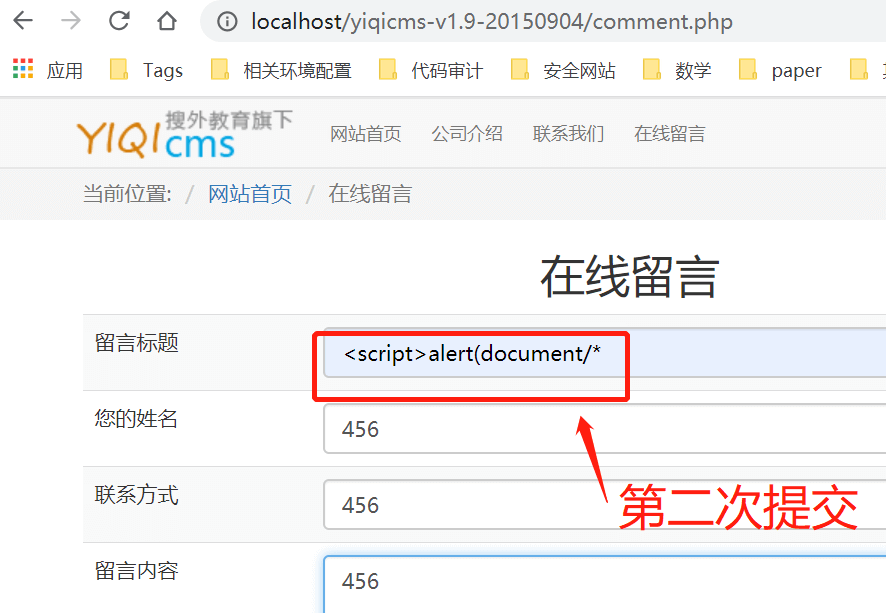 localhost/yiqicms-v1.9-20150904/comment.php
应用 Tags 相关环境配置 代码审计 安全网站 数学 paper
YIQI cms 搜外教育旗下 网站首页 公司介绍 联系我们 在线留言
当前位置: / 网站首页 / 在线留言
在线留言
留言标题 <script>alert(document/*
您的姓名 456
联系方式 456
第二次提交
留言内容 456